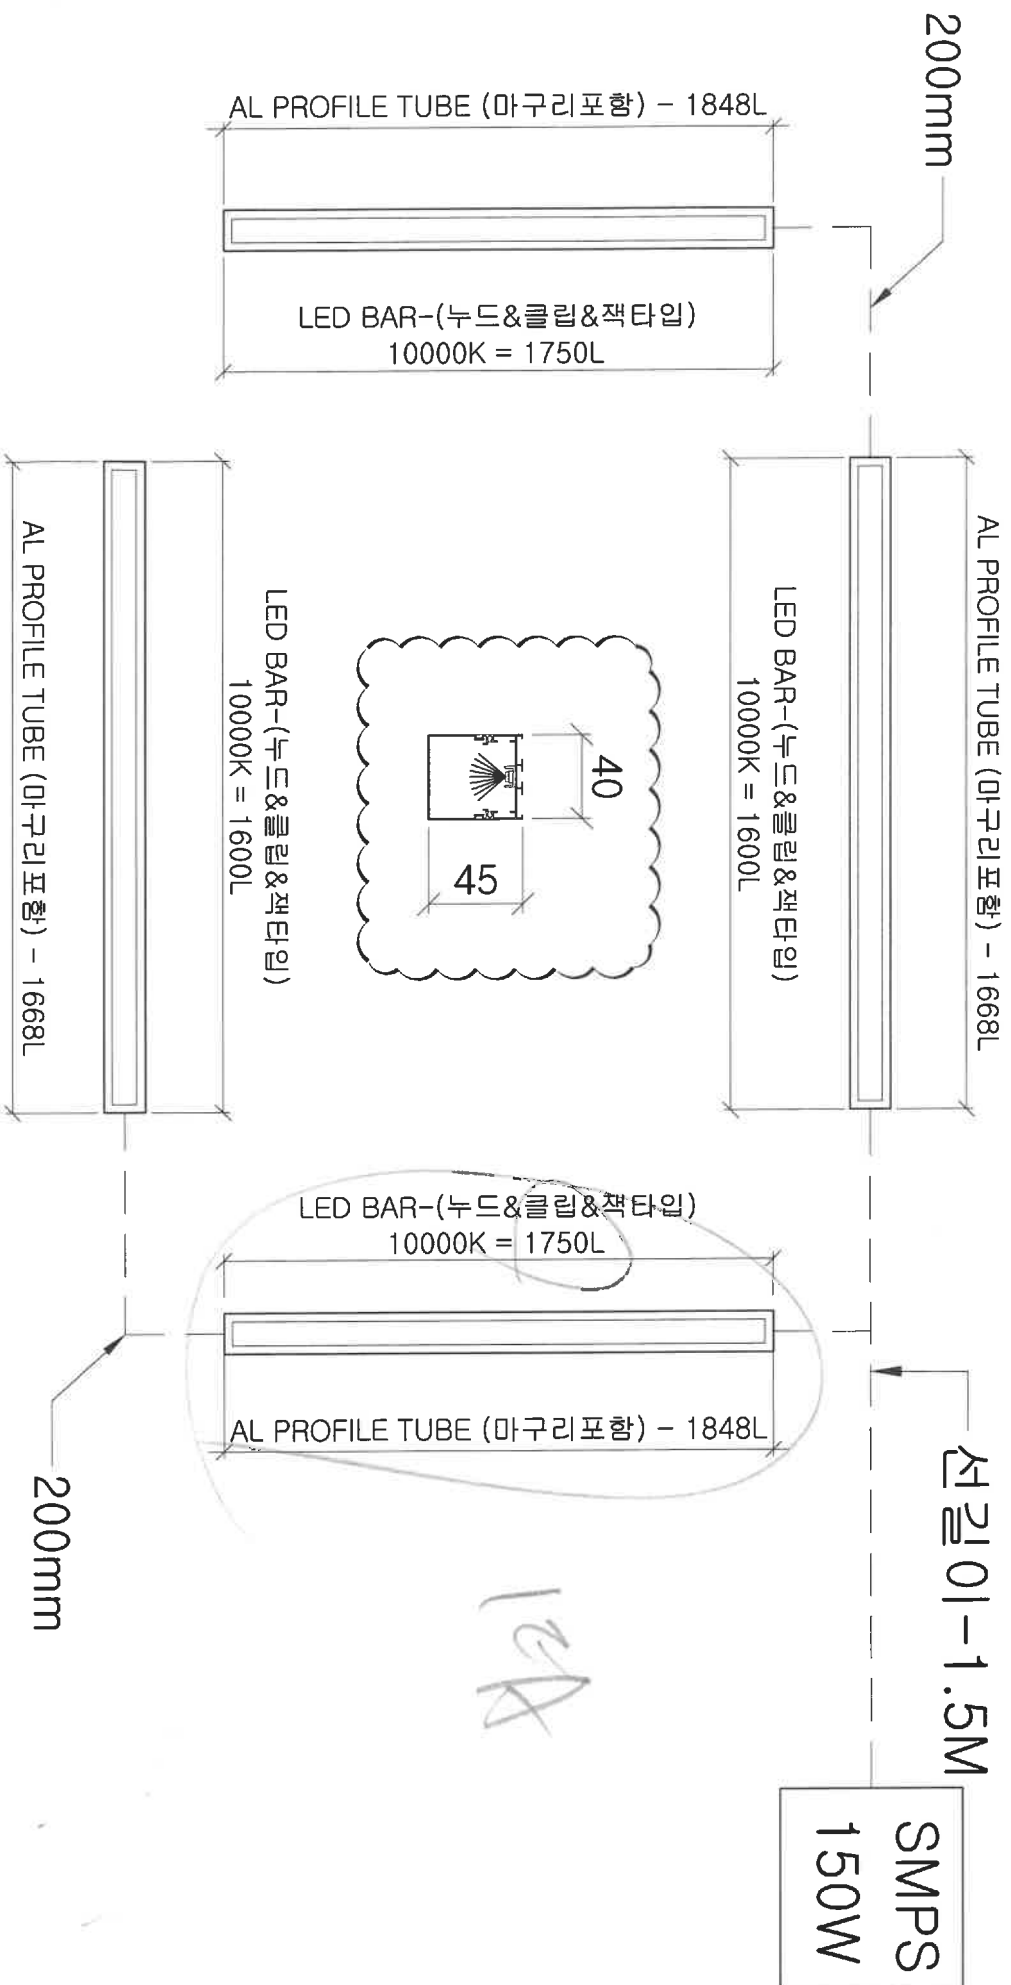 200mm
AL PROFILE TUBE (마구리포함) - 1848L
LED BAR-(누드&클립&잭타입)
10000K = 1750L
AL PROFILE TUBE (마구리포함) - 1668L
LED BAR-(누드&클립&잭타입)
10000K = 1600L
40
45
LED BAR-(누드&클립&잭타입)
10000K = 1600L
AL PROFILE TUBE (마구리포함) - 1668L
LED BAR-(누드&클립&잭타입)
10000K = 1750L
AL PROFILE TUBE (마구리포함) - 1848L
200mm
선길이-1.5M
SMPS
150W